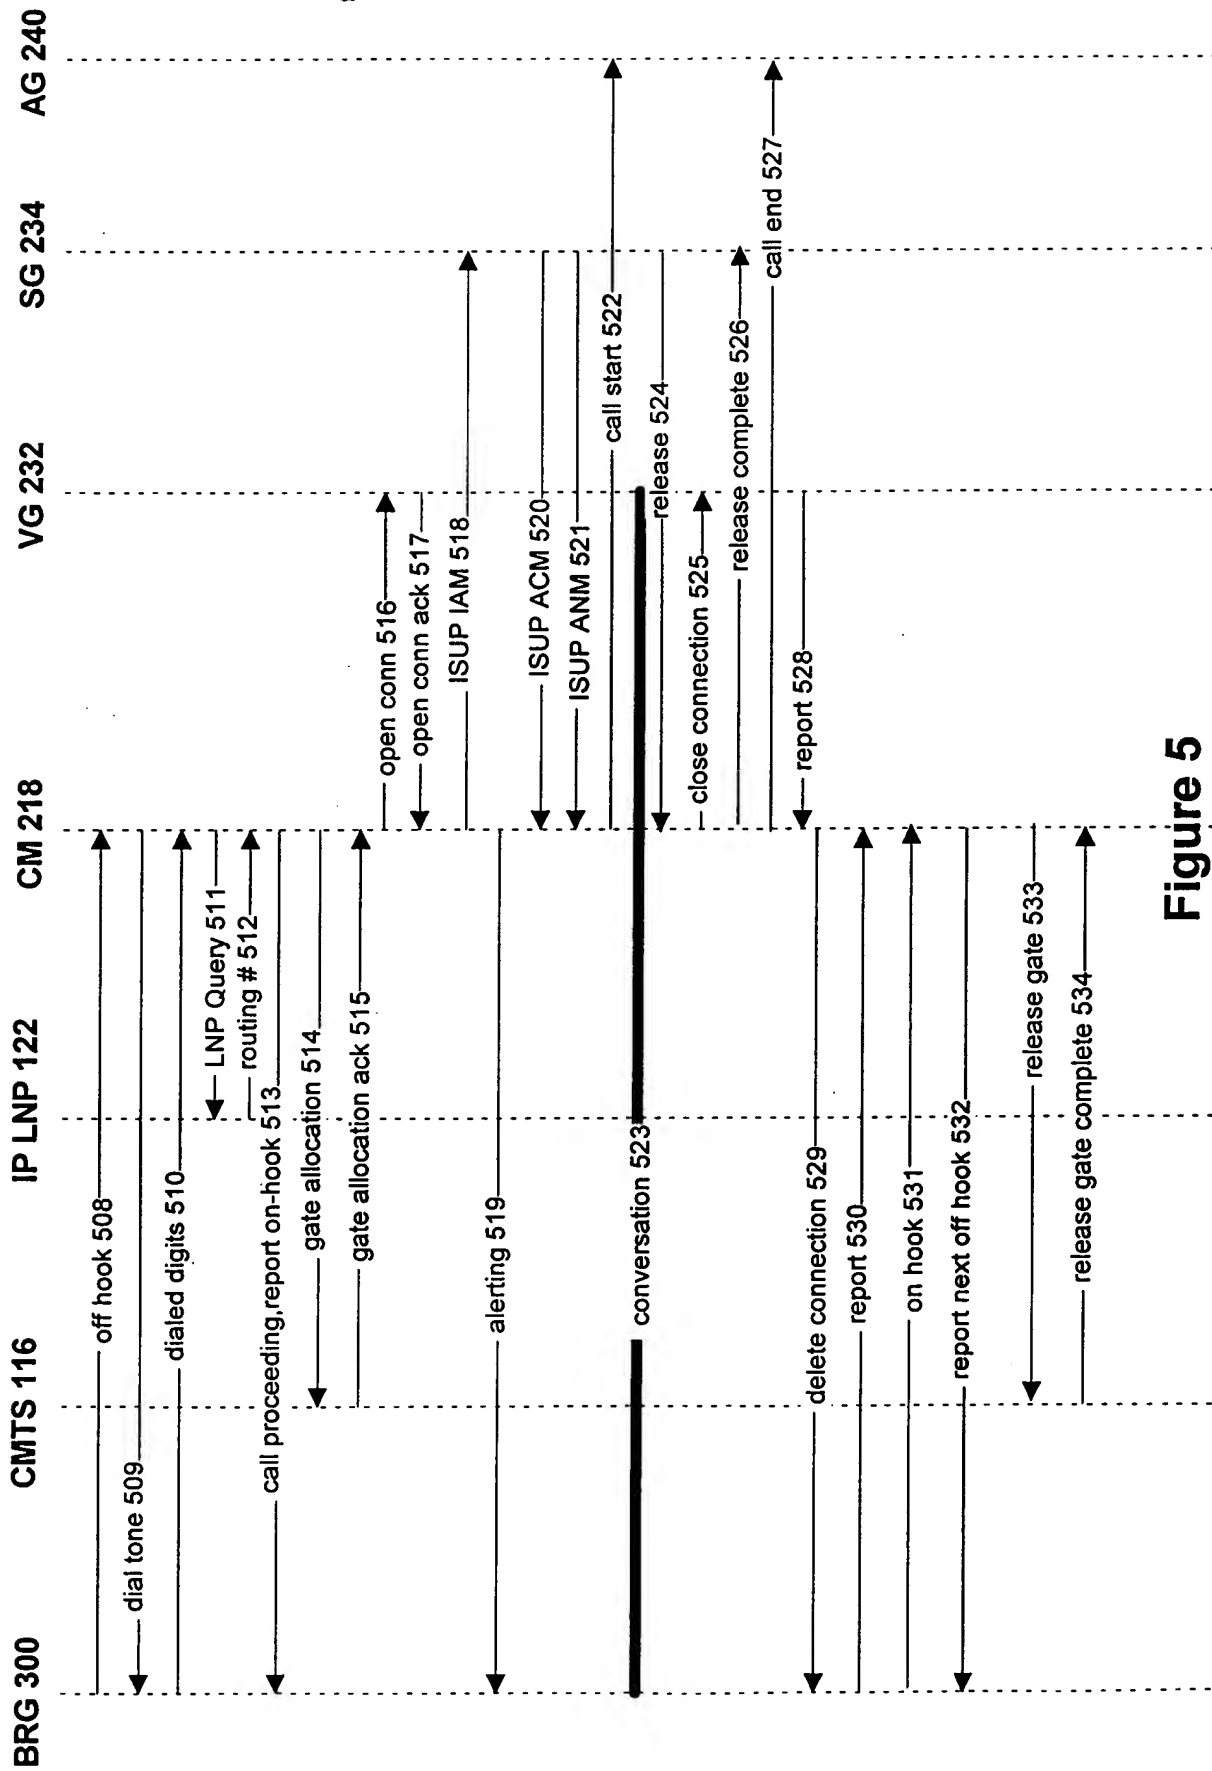 BRG 300
CMTS 116
IP LNP 122
CM 218
VG 232
SG 234
AG 240
off hook 508
dial tone 509
dialed digits 510
LNP Query 511
routing # 512
call proceeding,report on-hook 513
gate allocation 514
gate allocation ack 515
open conn 516
open conn ack 517
ISUP IAM 518
alerting 519
ISUP ACM 520
ISUP ANM 521
call start 522
conversation 523
release 524
close connection 525
release complete 526
call end 527
report 528
delete connection 529
report 530
on hook 531
report next off hook 532
release gate 533
release gate complete 534
Figure 5